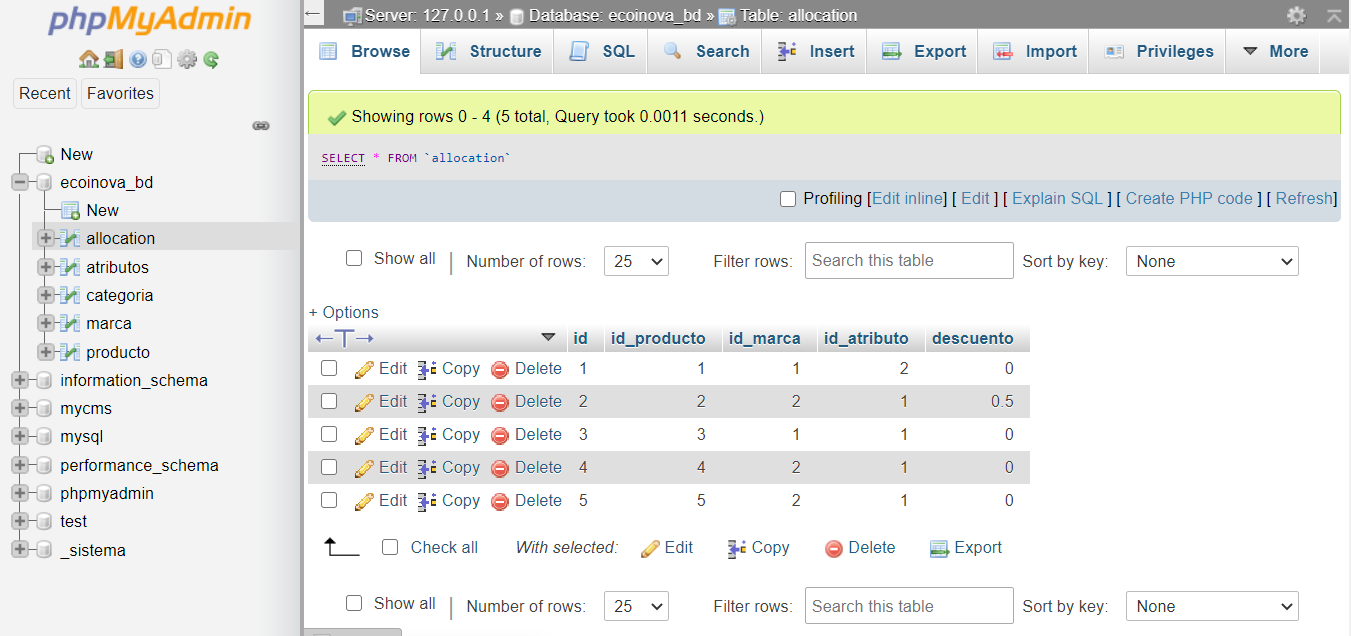 phpMyAdmin
Recent Favorites
New
ecoinova_bd
New
allocation
atributos
categoria
marca
producto
information_schema
mycms
mysql
performance_schema
phpmyadmin
test
_sistema
Server: 127.0.0.1 » Database: ecoinova_bd » Table: allocation
Browse Structure SQL Search Insert Export Import Privileges More
Showing rows 0 - 4 (5 total, Query took 0.0011 seconds.)
SELECT * FROM `allocation`
Profiling [Edit inline] [ Edit ] [ Explain SQL ] [ Create PHP code ] [ Refresh]
Show all | Number of rows: 25 Filter rows: Search this table Sort by key: None
+ Options
←T→ id id_producto id_marca id_atributo descuento
Edit Copy Delete 1 1 1 2 0
Edit Copy Delete 2 2 2 1 0.5
Edit Copy Delete 3 3 1 1 0
Edit Copy Delete 4 4 2 1 0
Edit Copy Delete 5 5 2 1 0
Check all With selected: Edit Copy Delete Export
Show all | Number of rows: 25 Filter rows: Search this table Sort by key: None